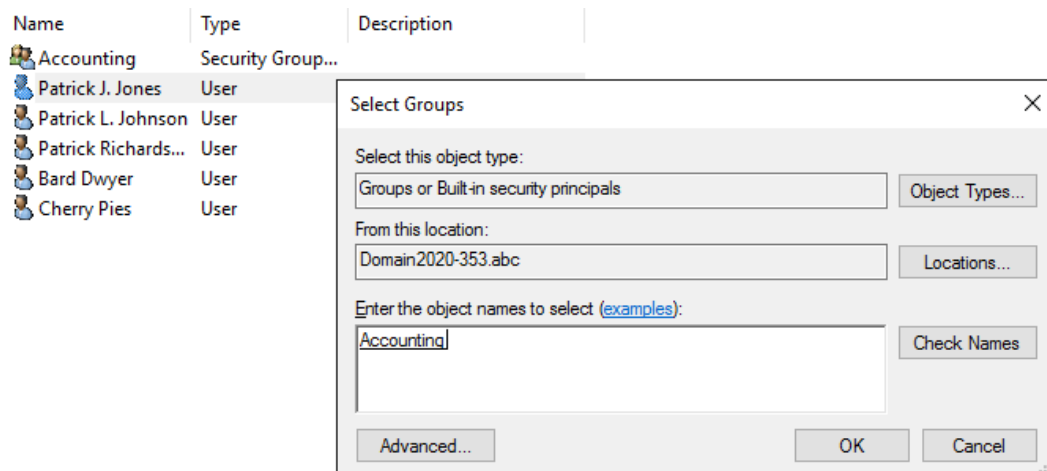 Name Type Description
Accounting Security Group...
Patrick J. Jones User
Patrick L. Johnson User
Patrick Richards... User
Bard Dwyer User
Cherry Pies User
Select Groups
Select this object type:
Groups or Built-in security principals Object Types...
From this location:
Domain2020-353.abc Locations...
Enter the object names to select (examples):
Accounting Check Names
Advanced... OK Cancel